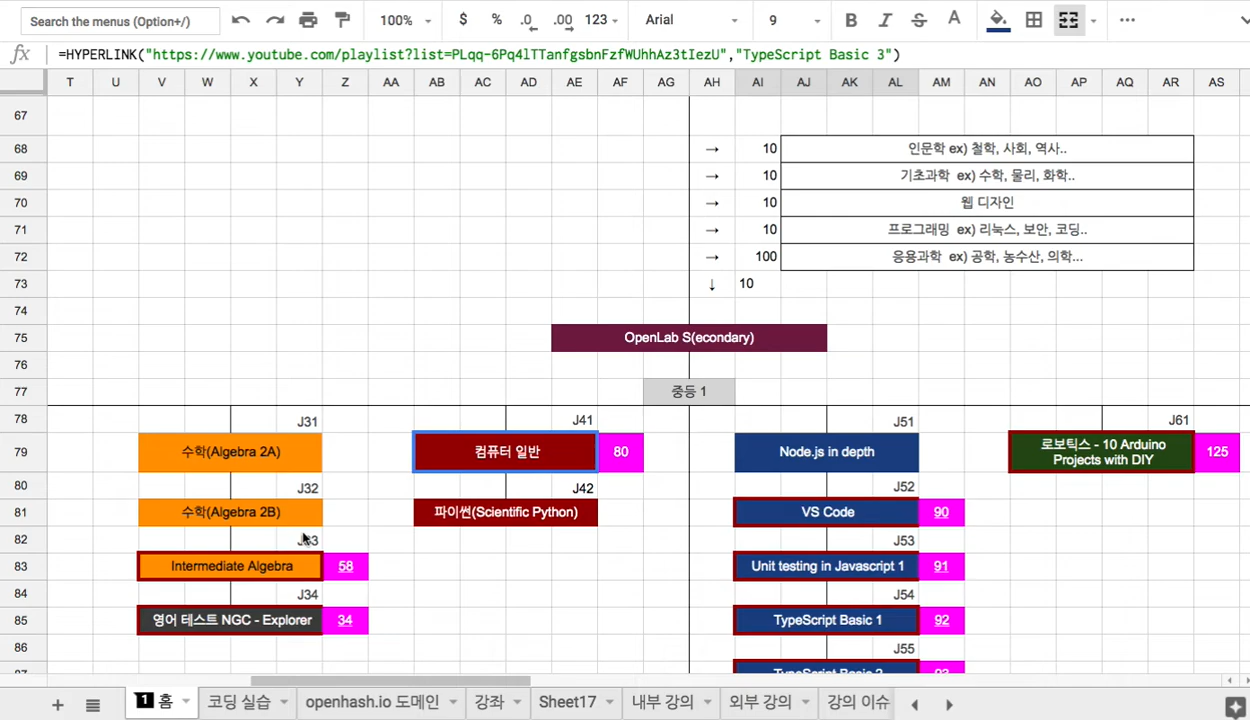 Search the menus (Option+/) 100% $ % .0 .00 123 Arial 9 B I S A
fx =HYPERLINK("https://www.youtube.com/playlist?list=PLqq-6Pq4lTTanfgsbnFzfWUhhAz3tIezU","TypeScript Basic 3")
T U V W X Y Z AA AB AC AD AE AF AG AH AI AJ AK AL AM AN AO AP AQ AR AS
67
68 → 10 인문학 ex) 철학, 사회, 역사..
69 → 10 기초과학 ex) 수학, 물리, 화학..
70 → 10 웹 디자인
71 → 10 프로그래밍 ex) 리눅스, 보안, 코딩..
72 → 100 응용과학 ex) 공학, 농수산, 의학...
73 ↓ 10
74
75 OpenLab S(econdary)
76
77 중등 1
78 J31 J41 J51 J61
79 수학(Algebra 2A) 컴퓨터 일반 80 Node.js in depth 로보틱스 - 10 Arduino
Projects with DIY 125
80 J32 J42 J52
81 수학(Algebra 2B) 파이썬(Scientific Python) VS Code 90
82 J33 J53
83 Intermediate Algebra 58 Unit testing in Javascript 1 91
84 J34 J54
85 영어 테스트 NGC - Explorer 34 TypeScript Basic 1 92
86 J55
87 TypeScript Basic 2 93
+ 1 홈 코딩 실습 openhash.io 도메인 강좌 Sheet17 내부 강의 외부 강의 강의 이슈